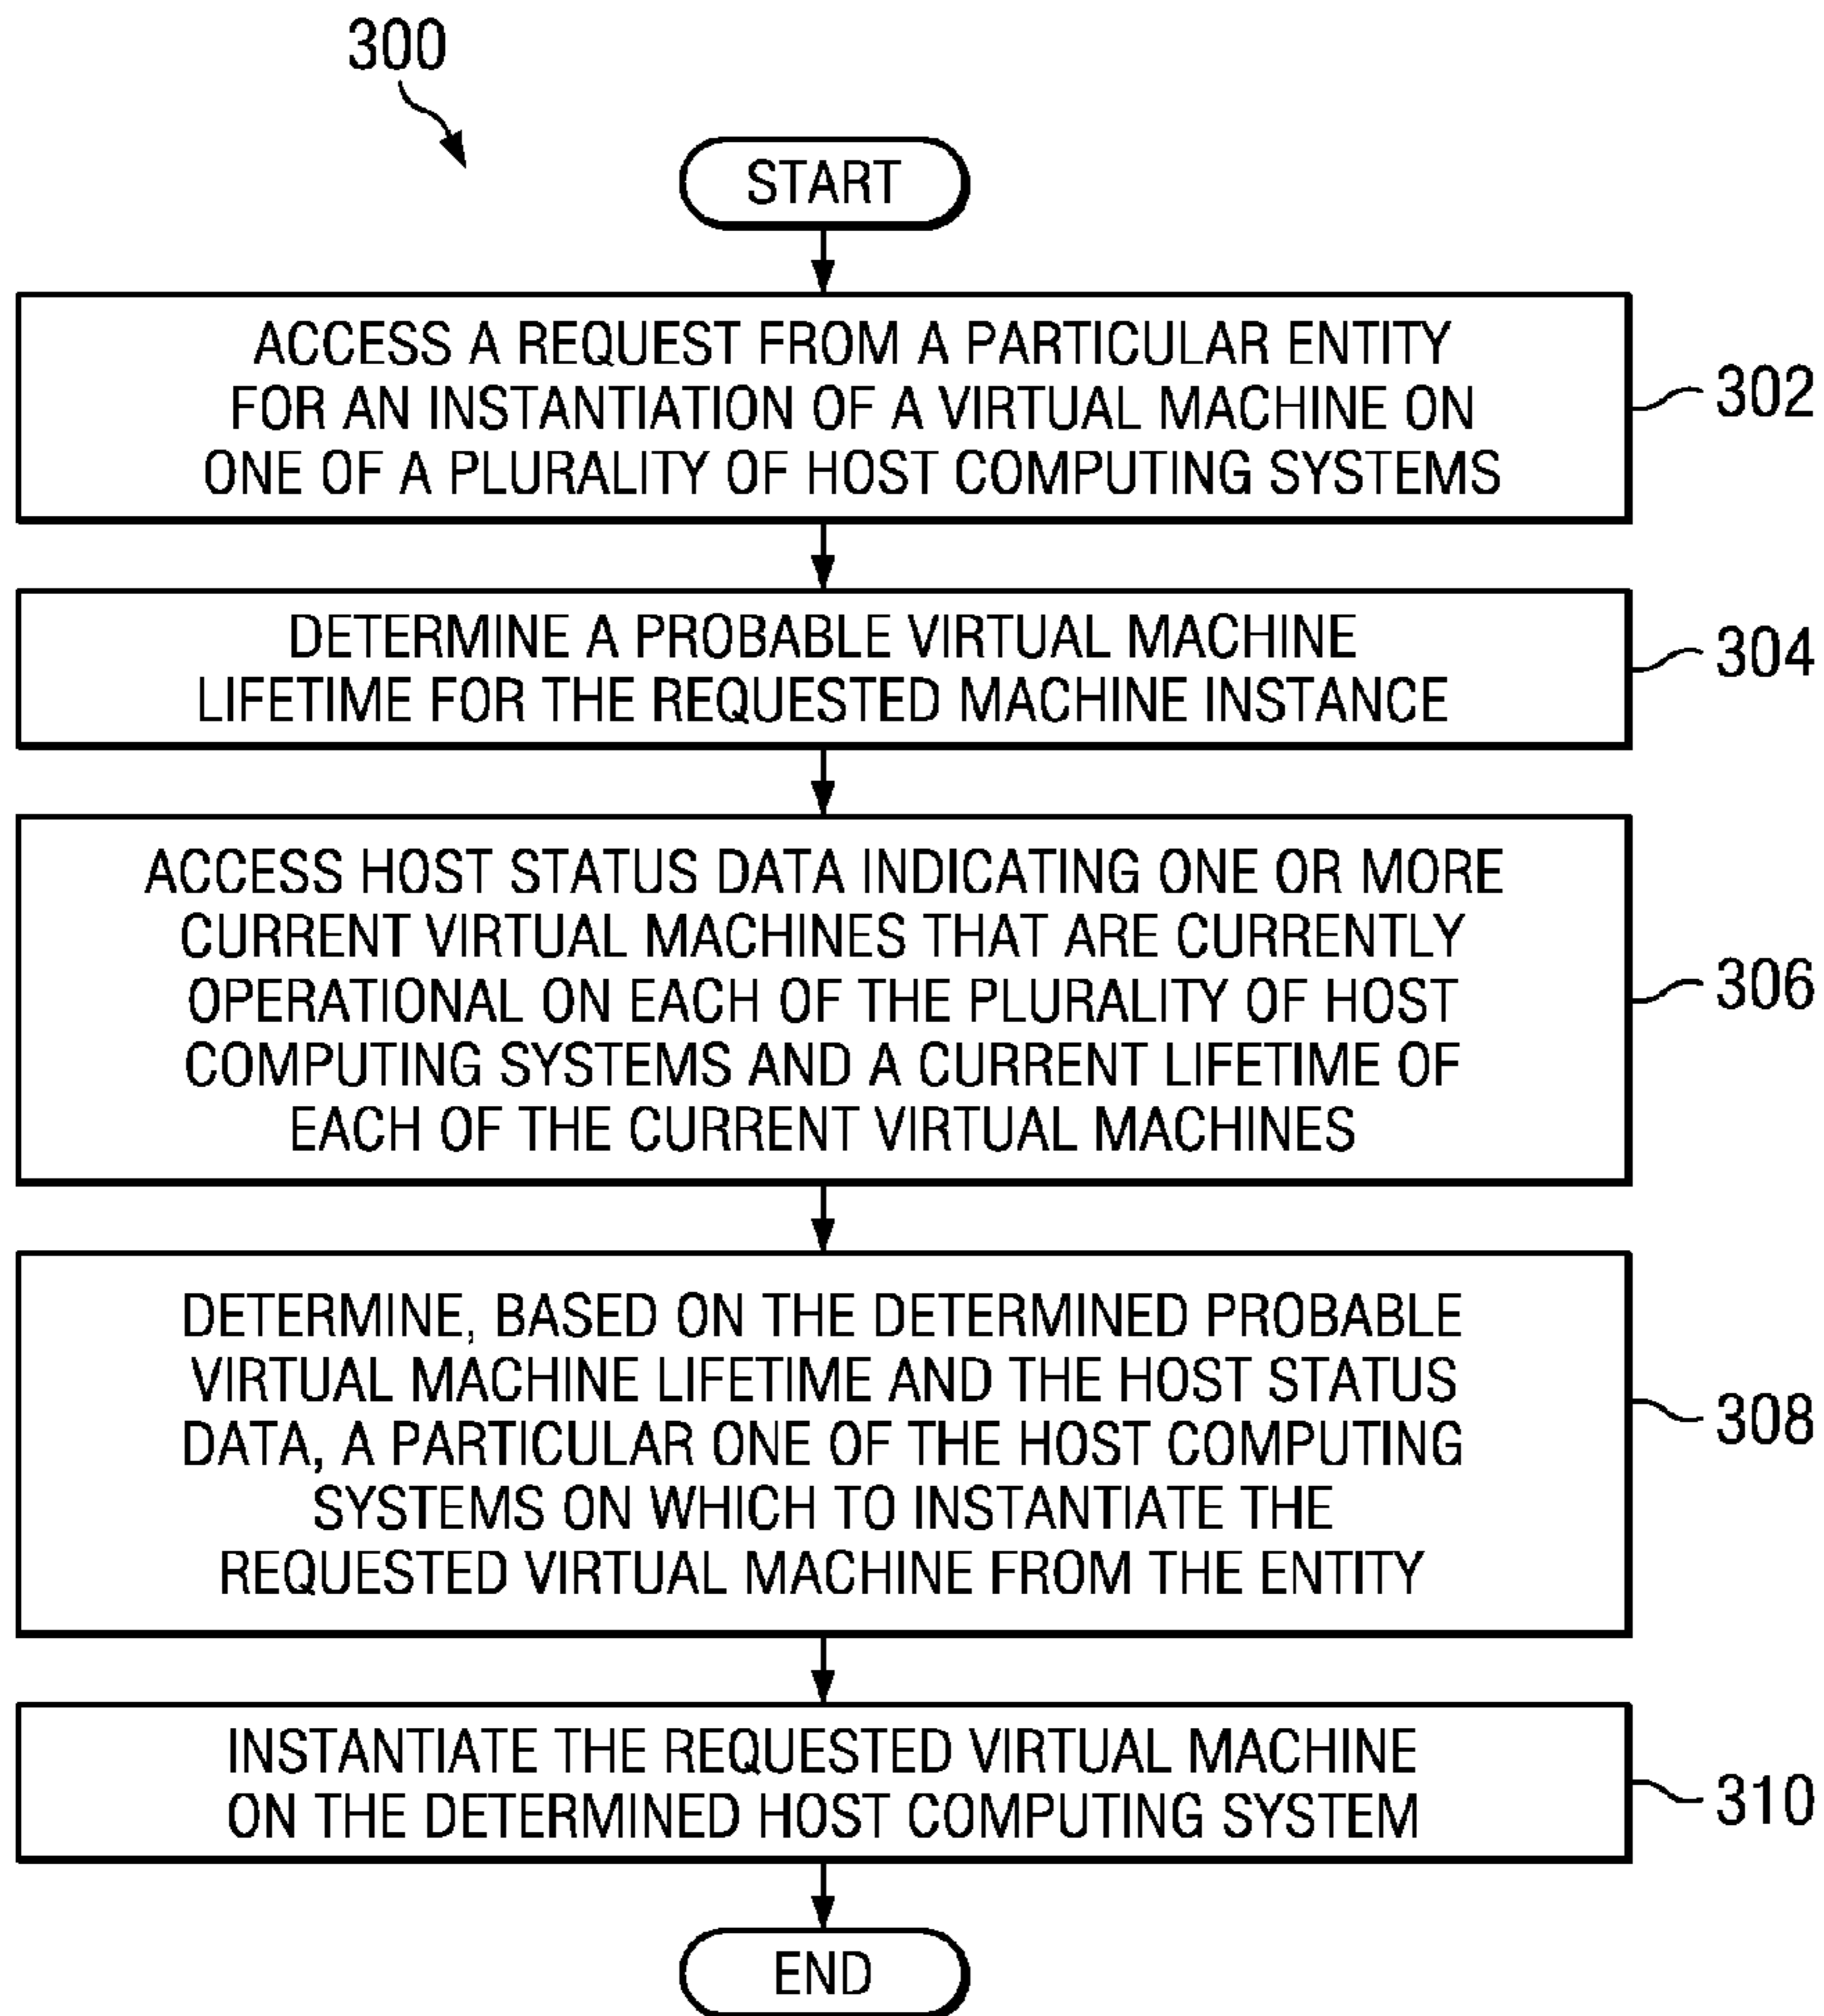 300
START
ACCESS A REQUEST FROM A PARTICULAR ENTITY
FOR AN INSTANTIATION OF A VIRTUAL MACHINE ON
ONE OF A PLURALITY OF HOST COMPUTING SYSTEMS
302
DETERMINE A PROBABLE VIRTUAL MACHINE
LIFETIME FOR THE REQUESTED MACHINE INSTANCE
304
ACCESS HOST STATUS DATA INDICATING ONE OR MORE
CURRENT VIRTUAL MACHINES THAT ARE CURRENTLY
OPERATIONAL ON EACH OF THE PLURALITY OF HOST
COMPUTING SYSTEMS AND A CURRENT LIFETIME OF
EACH OF THE CURRENT VIRTUAL MACHINES
306
DETERMINE, BASED ON THE DETERMINED PROBABLE
VIRTUAL MACHINE LIFETIME AND THE HOST STATUS
DATA, A PARTICULAR ONE OF THE HOST COMPUTING
SYSTEMS ON WHICH TO INSTANTIATE THE
REQUESTED VIRTUAL MACHINE FROM THE ENTITY
308
INSTANTIATE THE REQUESTED VIRTUAL MACHINE
ON THE DETERMINED HOST COMPUTING SYSTEM
310
END